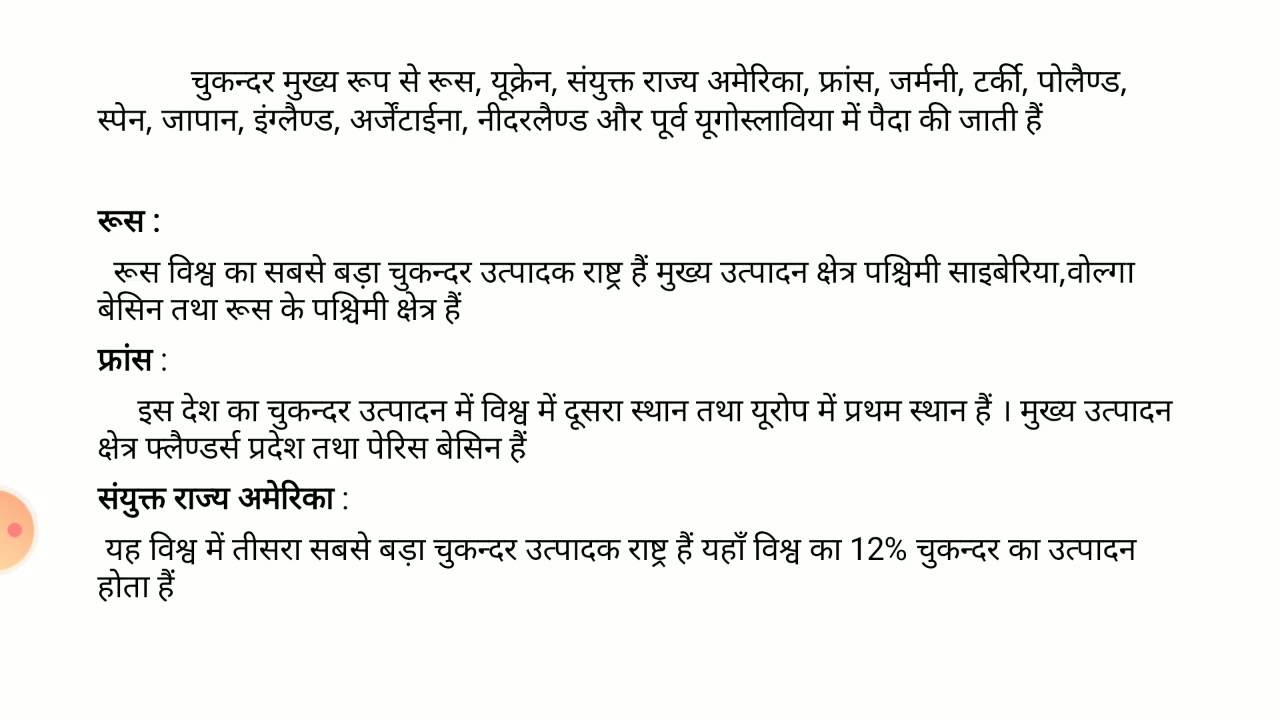 चुकन्दर मुख्य रूप से रूस, यूक्रेन, संयुक्त राज्य अमेरिका, फ्रांस, जर्मनी, टर्की, पोलैण्ड,
स्पेन, जापान, इंग्लैण्ड, अर्जेंटाईना, नीदरलैण्ड और पूर्व यूगोस्लाविया में पैदा की जाती हैं
रूस :
रूस विश्व का सबसे बड़ा चुकन्दर उत्पादक राष्ट्र हैं मुख्य उत्पादन क्षेत्र पश्चिमी साइबेरिया,वोल्गा
बेसिन तथा रूस के पश्चिमी क्षेत्र हैं
फ्रांस :
इस देश का चुकन्दर उत्पादन में विश्व में दूसरा स्थान तथा यूरोप में प्रथम स्थान हैं । मुख्य उत्पादन
क्षेत्र फ्लैण्डर्स प्रदेश तथा पेरिस बेसिन हैं
संयुक्त राज्य अमेरिका :
यह विश्व में तीसरा सबसे बड़ा चुकन्दर उत्पादक राष्ट्र हैं यहाँ विश्व का 12% चुकन्दर का उत्पादन
होता हैं